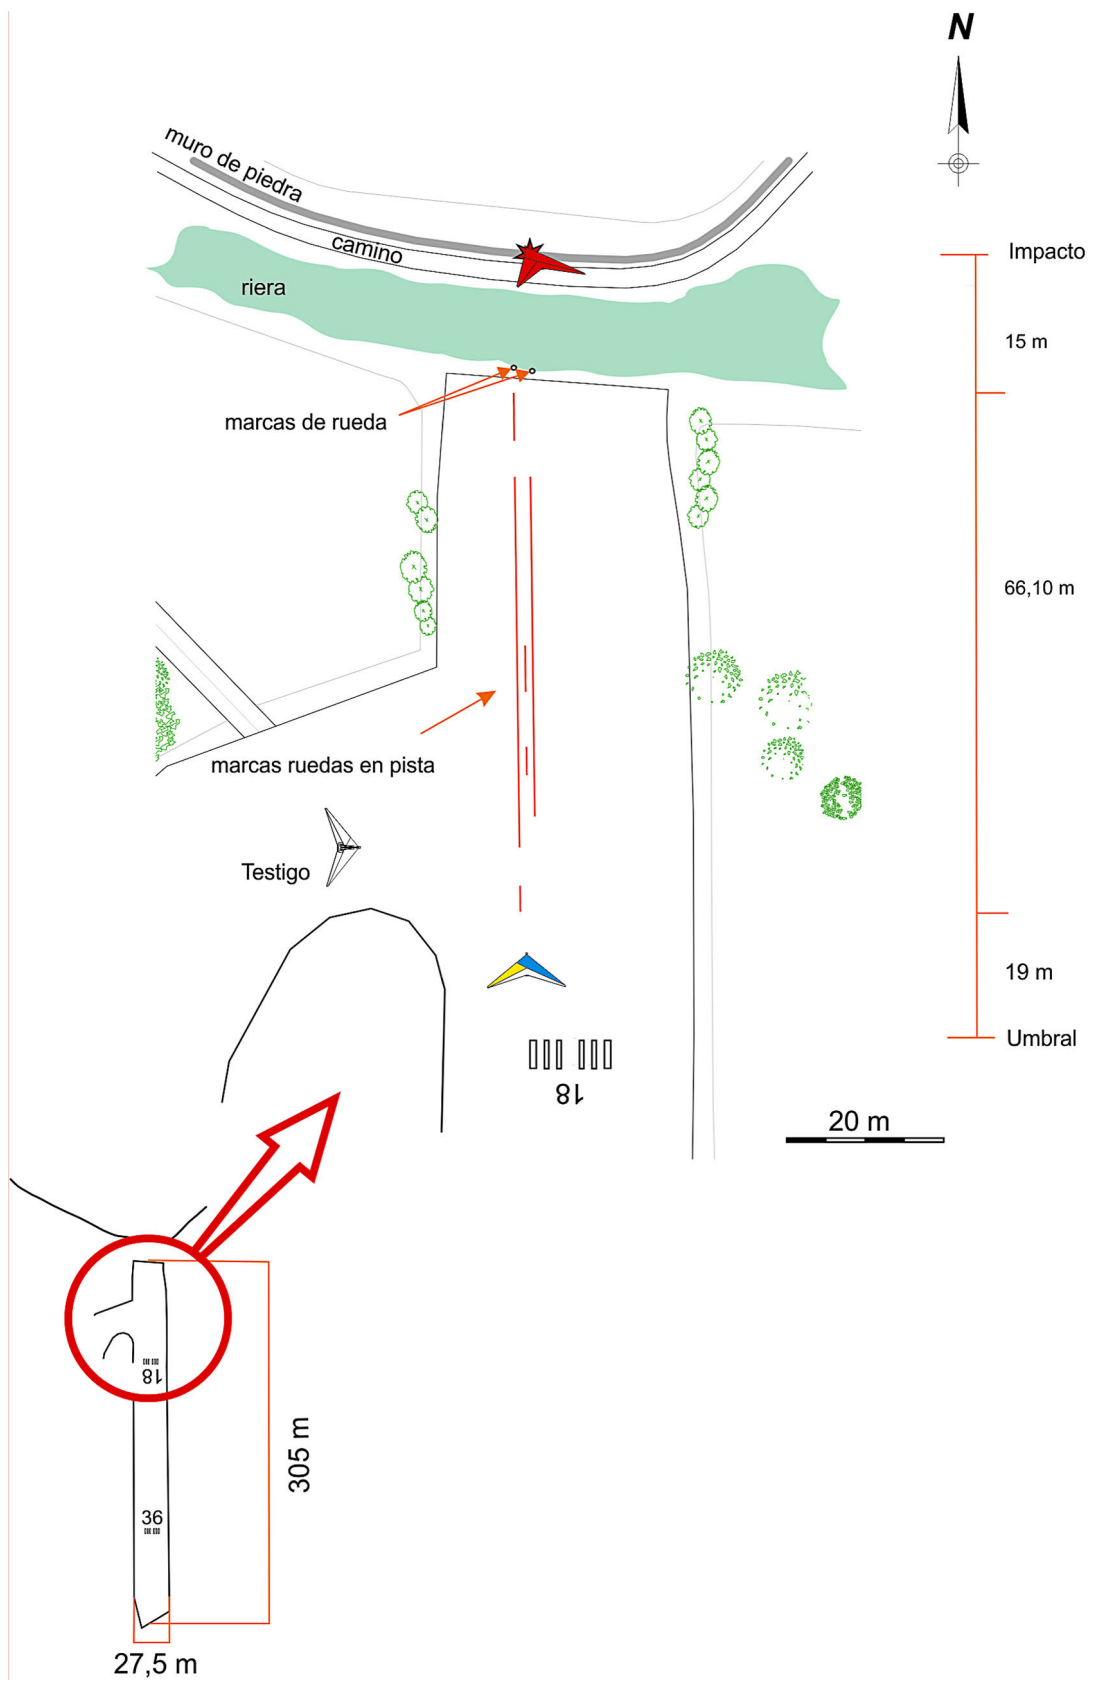 N
muro de piedra
camino
Impacto
riera
15 m
marcas de rueda
66,10 m
marcas ruedas en pista
Testigo
19 m
Umbral
18
20 m
18
305 m
36
27,5 m